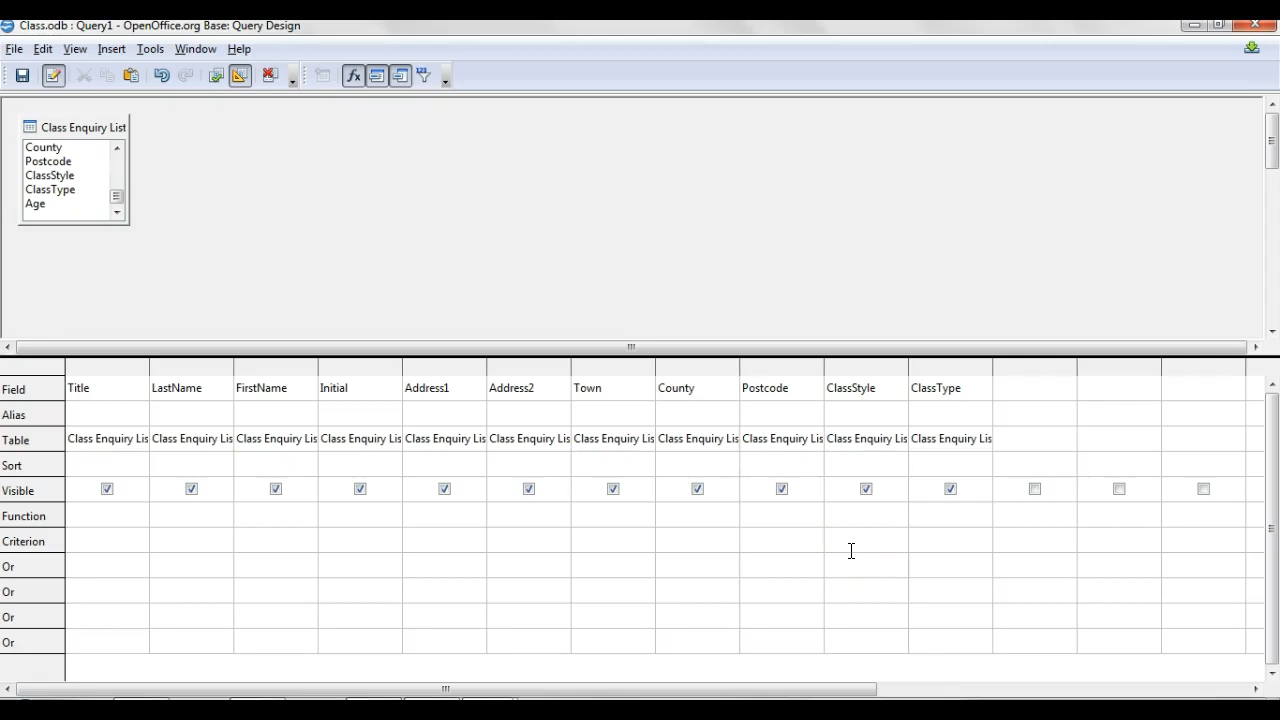 Class.odb : Query1 - OpenOffice.org Base: Query Design
File Edit View Insert Tools Window Help
Class Enquiry List
County
Postcode
ClassStyle
ClassType
Age
Field Title LastName FirstName Initial Address1 Address2 Town County Postcode ClassStyle ClassType
Alias
Table Class Enquiry Lis Class Enquiry Lis Class Enquiry Lis Class Enquiry Lis Class Enquiry Lis Class Enquiry Lis Class Enquiry Lis Class Enquiry Lis Class Enquiry Lis Class Enquiry Lis Class Enquiry Lis
Sort
Visible
Function
Criterion
Or
Or
Or
Or